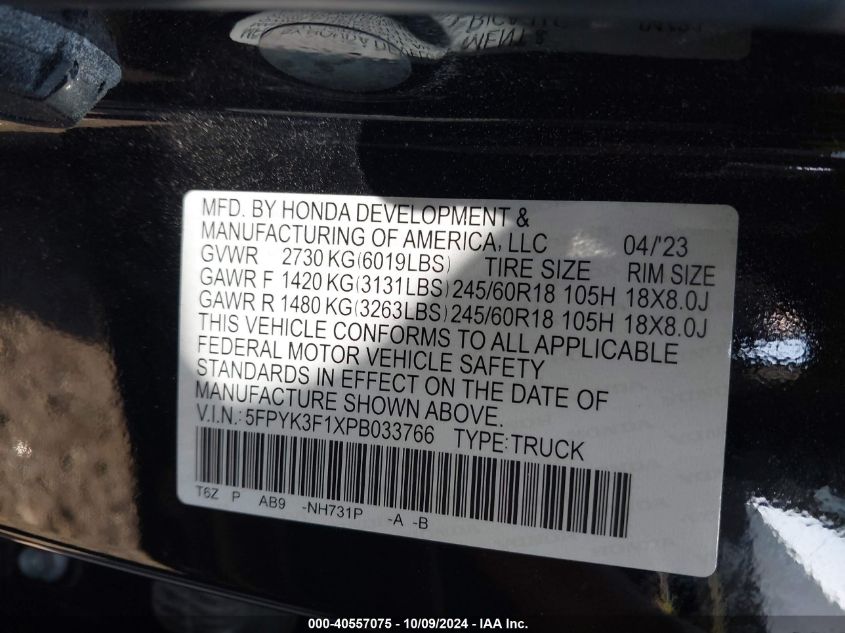 MFD. BY HONDA DEVELOPMENT &
MANUFACTURING OF AMERICA, LLC 04/'23
GVWR 2730 KG(6019LBS) TIRE SIZE RIM SIZE
GAWR F 1420 KG(3131LBS) 245/60R18 105H 18X8.0J
GAWR R 1480 KG(3263LBS) 245/60R18 105H 18X8.0J
THIS VEHICLE CONFORMS TO ALL APPLICABLE
FEDERAL MOTOR VEHICLE SAFETY
STANDARDS IN EFFECT ON THE DATE OF
MANUFACTURE SHOWN ABOVE.
V.I.N.: 5FPYK3F1XPB033766 TYPE:TRUCK
T6Z P AB9 -NH731P -A -B
000-40557075 - 10/09/2024 - IAA Inc.